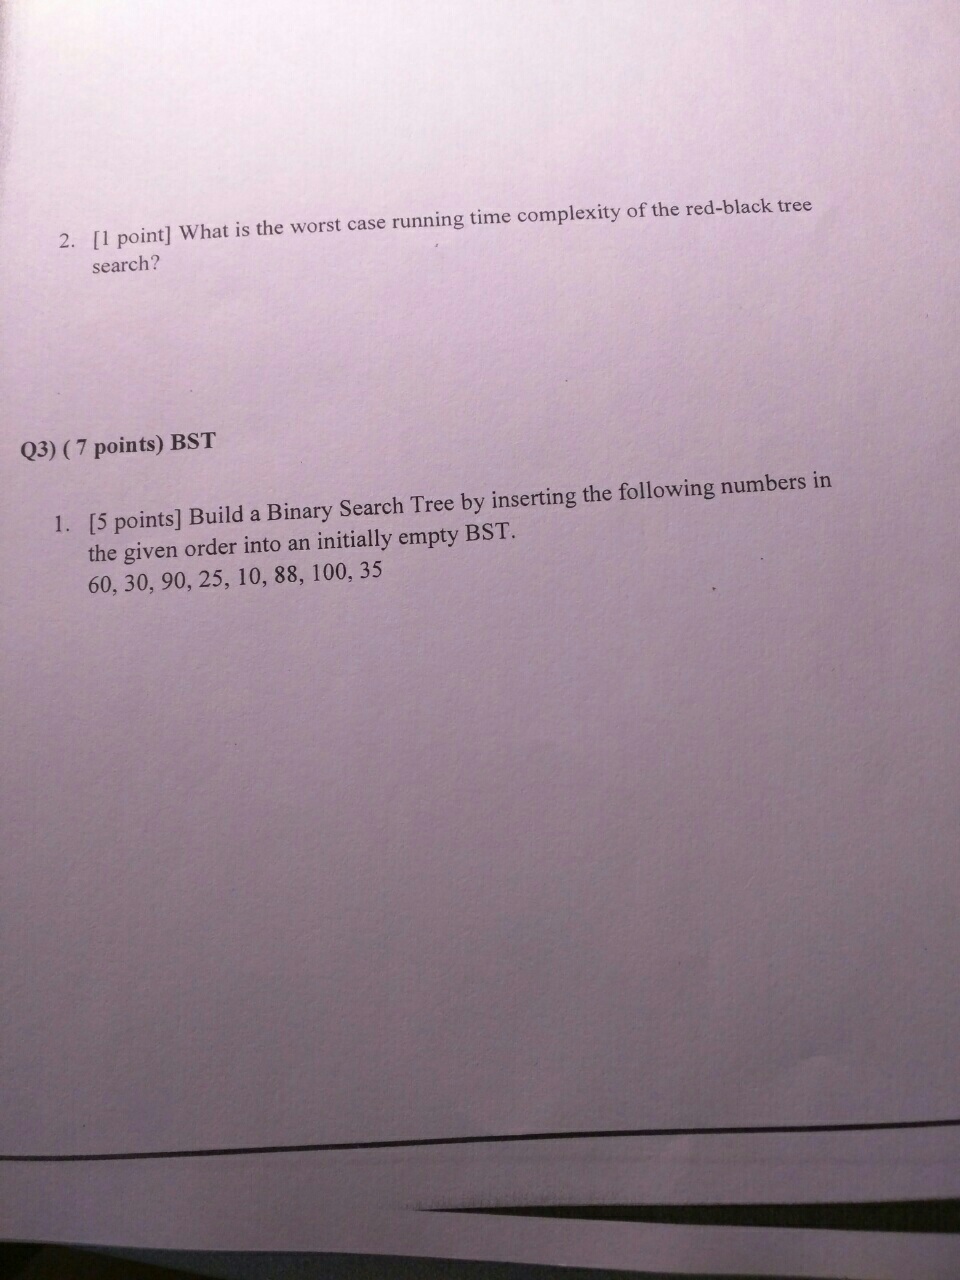 2. [1 point] What is the worst case running time complexity of the red-black tree
search?
Q3) ( 7 points) BST
1. [5 points] Build a Binary Search Tree by inserting the following numbers in
the given order into an initially empty BST.
60, 30, 90, 25, 10, 88, 100, 35